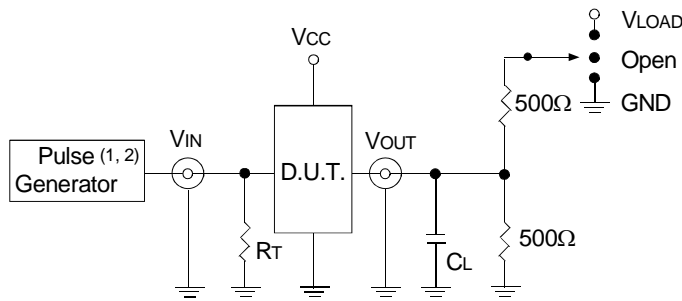 VLOAD
VCC
Open
500Ω
GND
VIN
VOUT
Pulse (1, 2)
Generator
D.U.T.
RT
CL
500Ω